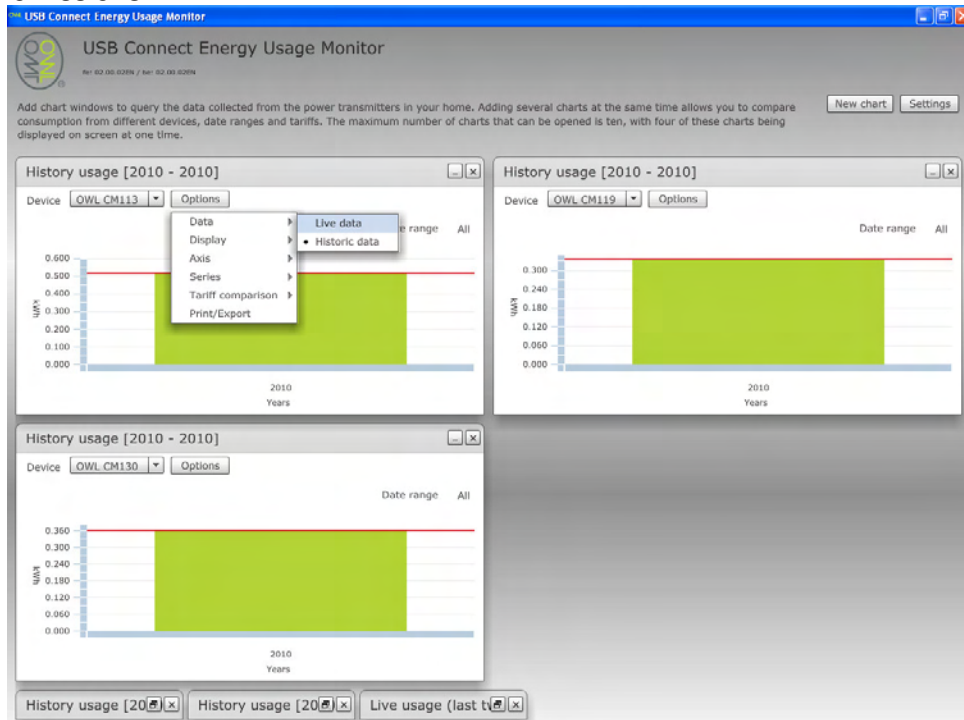 USB Connect Energy Usage Monitor
USB Connect Energy Usage Monitor
Add chart windows to query the data collected from the power transmitters in your home. Adding several charts at the same time allows you to compare
consumption from different devices, date ranges and tariffs. The maximum number of charts that can be opened is ten, with four of these charts being
displayed on screen at one time.
New chart Settings
History usage [2010 - 2010]
Device OWL CM113 Options
Data
Display
Axis
Series
Tariff comparison
Print/Export
Live data
Historic data
e range All
0.600
0.500
0.400
0.300
0.200
0.100
0.000
kWh
2010
Years
History usage [2010 - 2010]
Device OWL CM119 Options
Date range All
0.300
0.240
0.180
0.120
0.060
0.000
kWh
2010
Years
History usage [2010 - 2010]
Device OWL CM130 Options
Date range All
0.360
0.300
0.240
0.180
0.120
0.060
0.000
kWh
2010
Years
History usage [20
History usage [20
Live usage (last tw